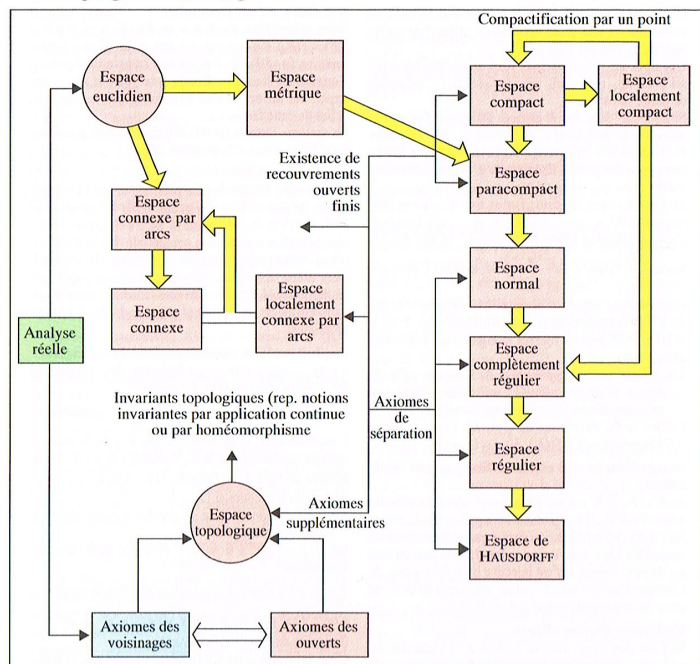 Compactification par un point
Espace
euclidien
Espace
métrique
Espace
compact
Espace
localement
compact
Existence de
recouvrements
ouverts
finis
Espace
paracompact
Espace
connexe par
arcs
Espace
normal
Espace
connexe
Espace
localement
connexe par
arcs
Analyse
réelle
Espace
complètement
régulier
Invariants topologiques (rep. notions
invariantes par application continue
ou par homéomorphisme
Axiomes
de
séparation
Espace
régulier
Espace
topologique
Axiomes
supplémentaires
Espace de
HAUSDORFF
Axiomes des
voisinages
Axiomes des
ouverts